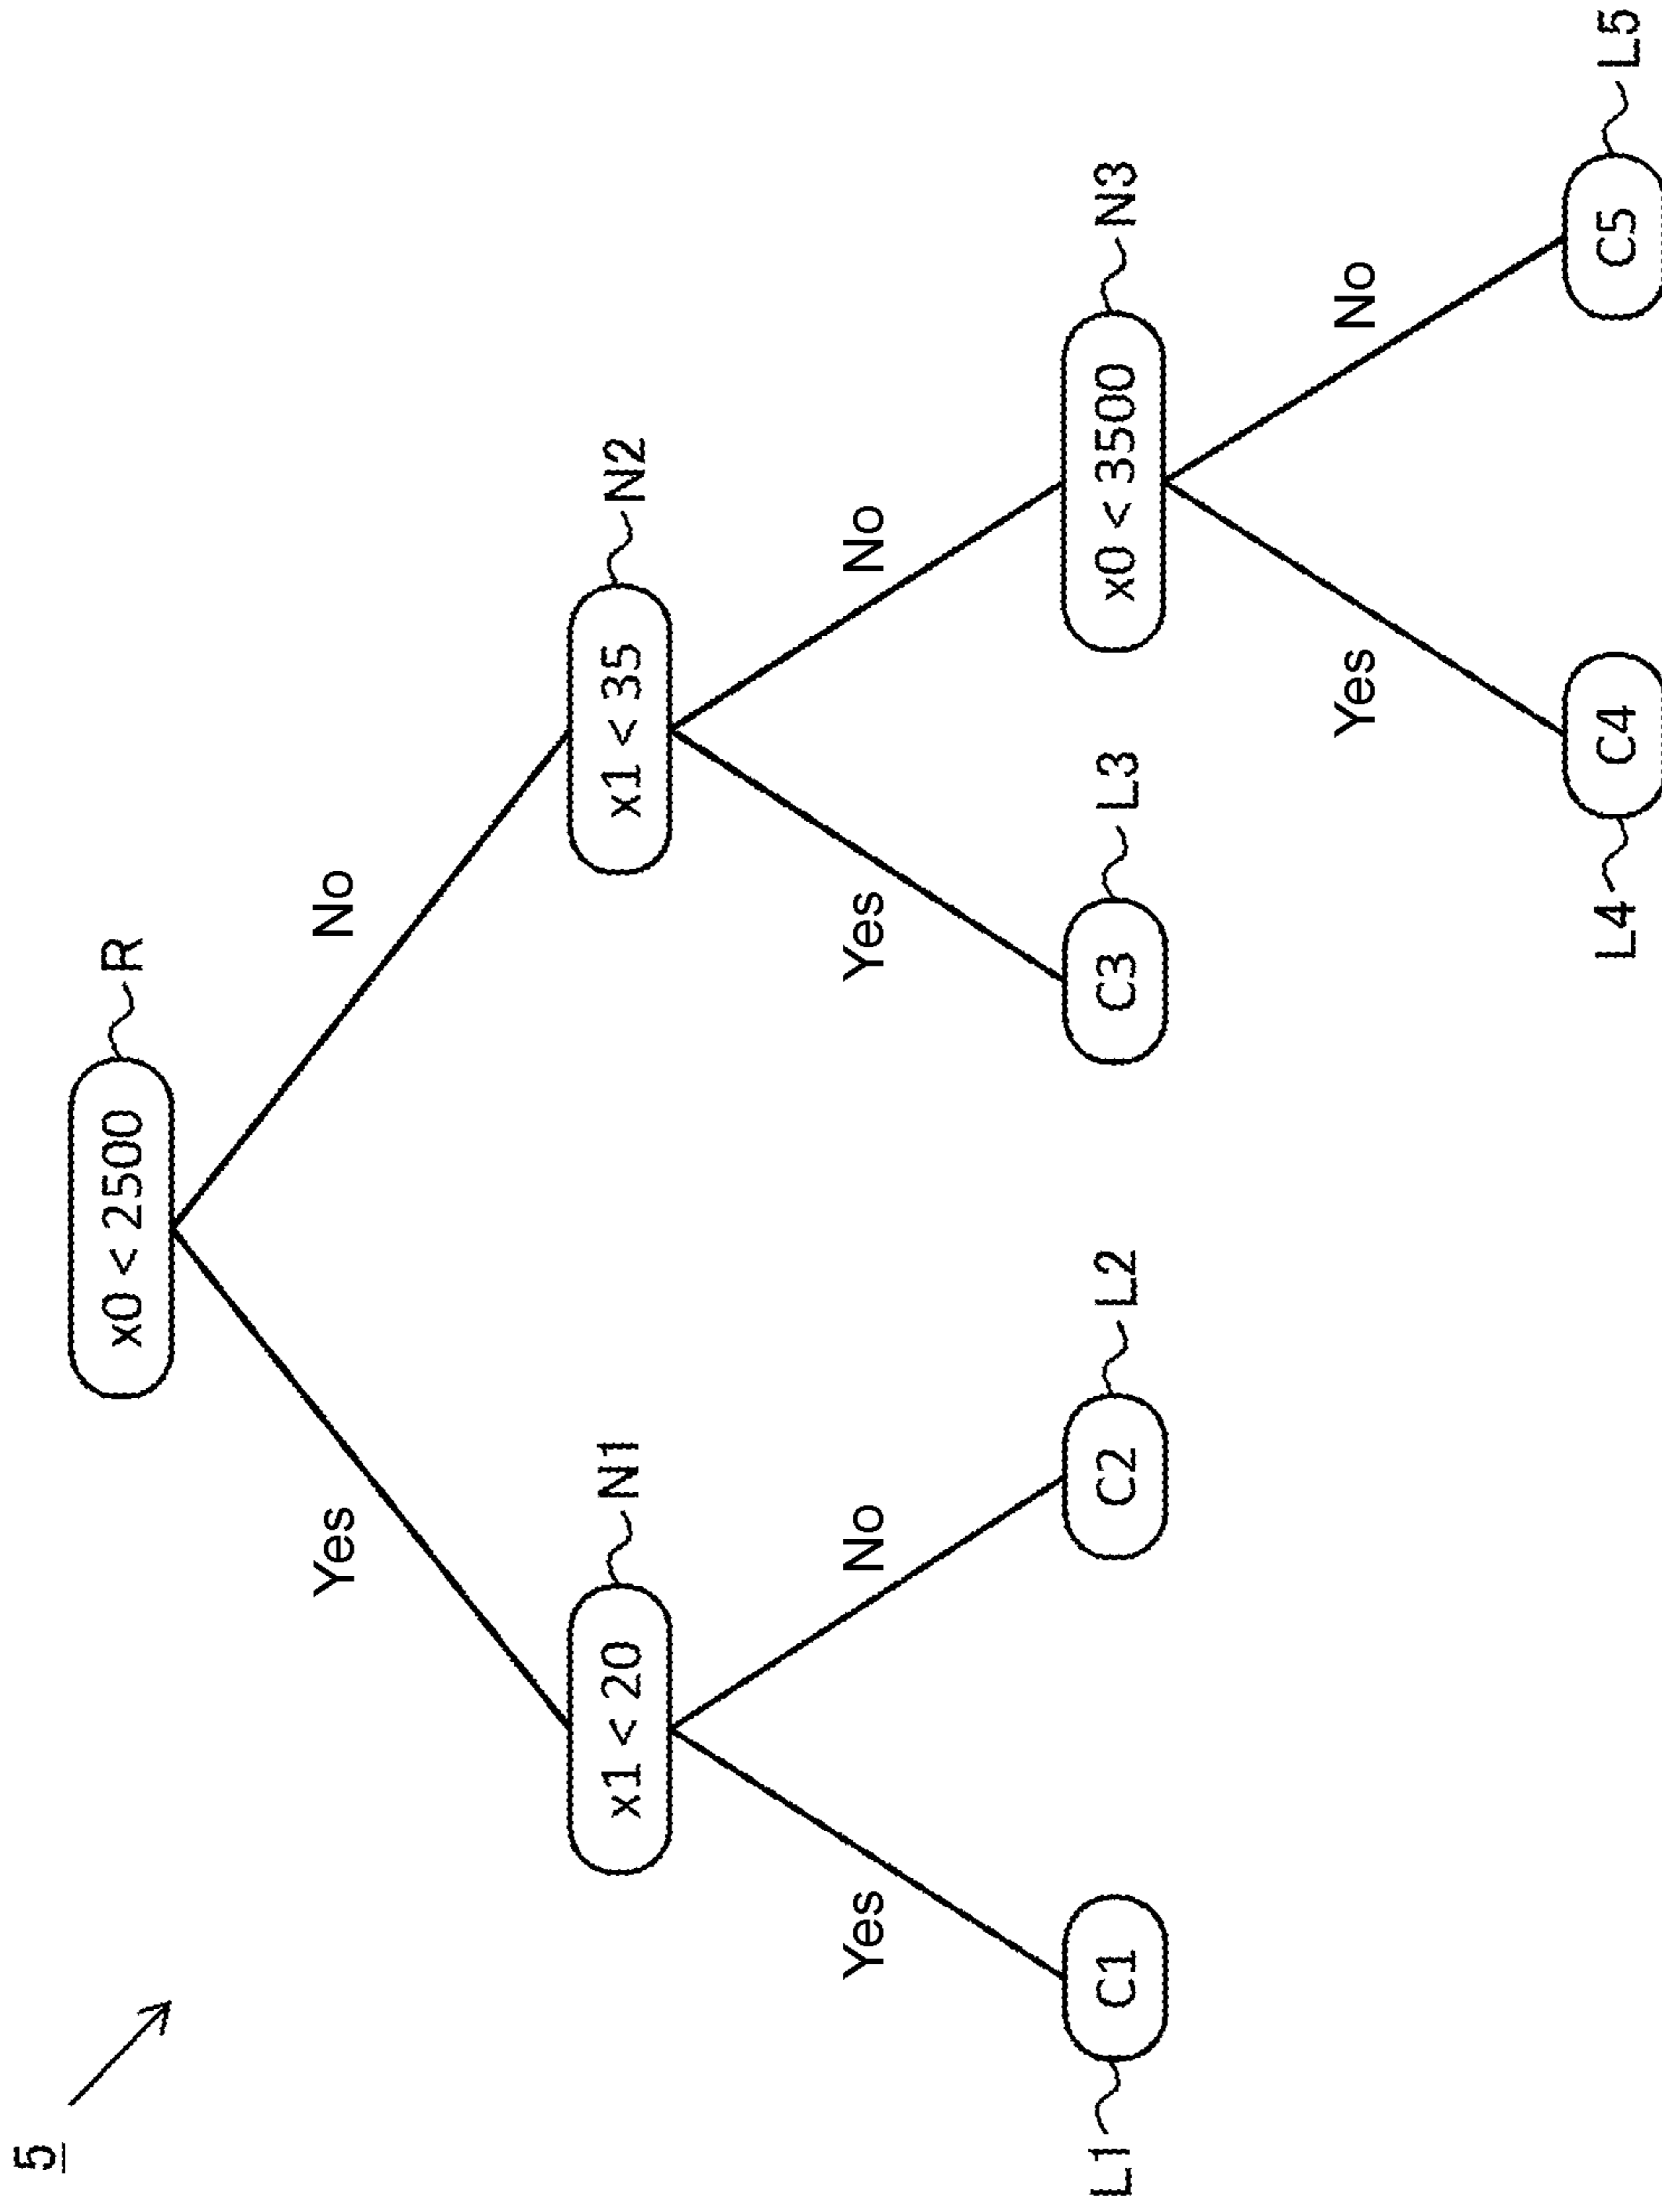 5
x0 < 2500 R
Yes No
x1 < 20 N1 x1 < 35 N2
Yes No Yes No
L1 C1 C2 L2 C3 L3 x0 < 3500 N3
Yes No
L4 C4 C5 L5